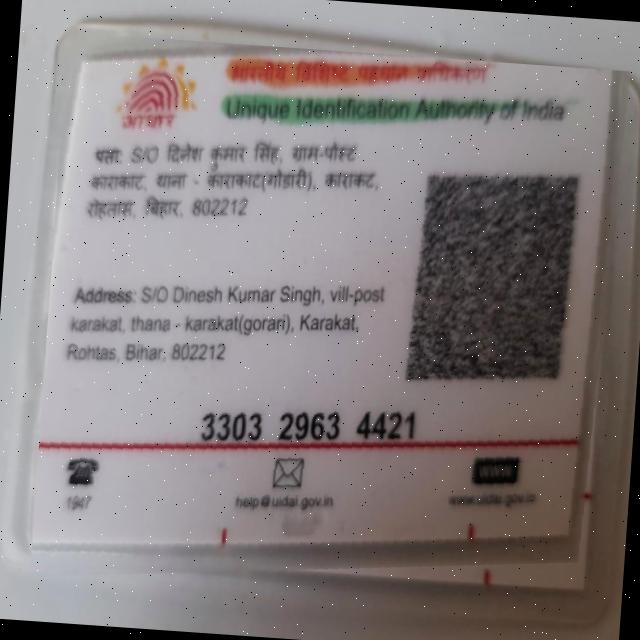 भारतीय विशिष्ट पहचान प्राधिकरण
Unique Identification Authority of India
आधार
पता: S/O दिनेश कुमार सिंह, ग्राम-पोस्ट
काराकाट, थाना - काराकाट(गोडारी), काराकट,
रोहतास, बिहार, 802212
Address: S/O Dinesh Kumar Singh, vill-post
karakat, thana - karakat(gorari), Karakat,
Rohtas, Bihar, 802212
3303 2963 4421
1947
help@uidai.gov.in
www.uidai.gov.in